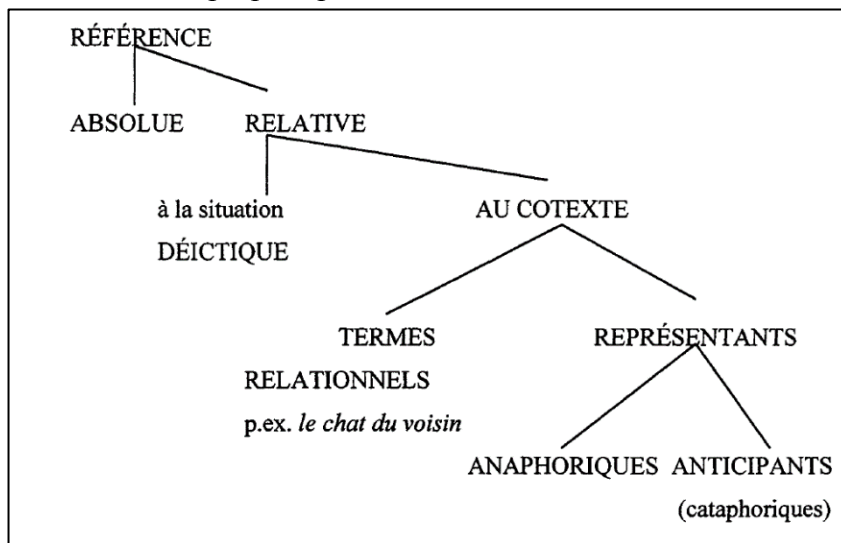 RÉFÉRENCE
ABSOLUE RELATIVE
à la situation AU COTEXTE
DÉICTIQUE
TERMES REPRÉSENTANTS
RELATIONNELS
p.ex. le chat du voisin
ANAPHORIQUES ANTICIPANTS
(cataphoriques)